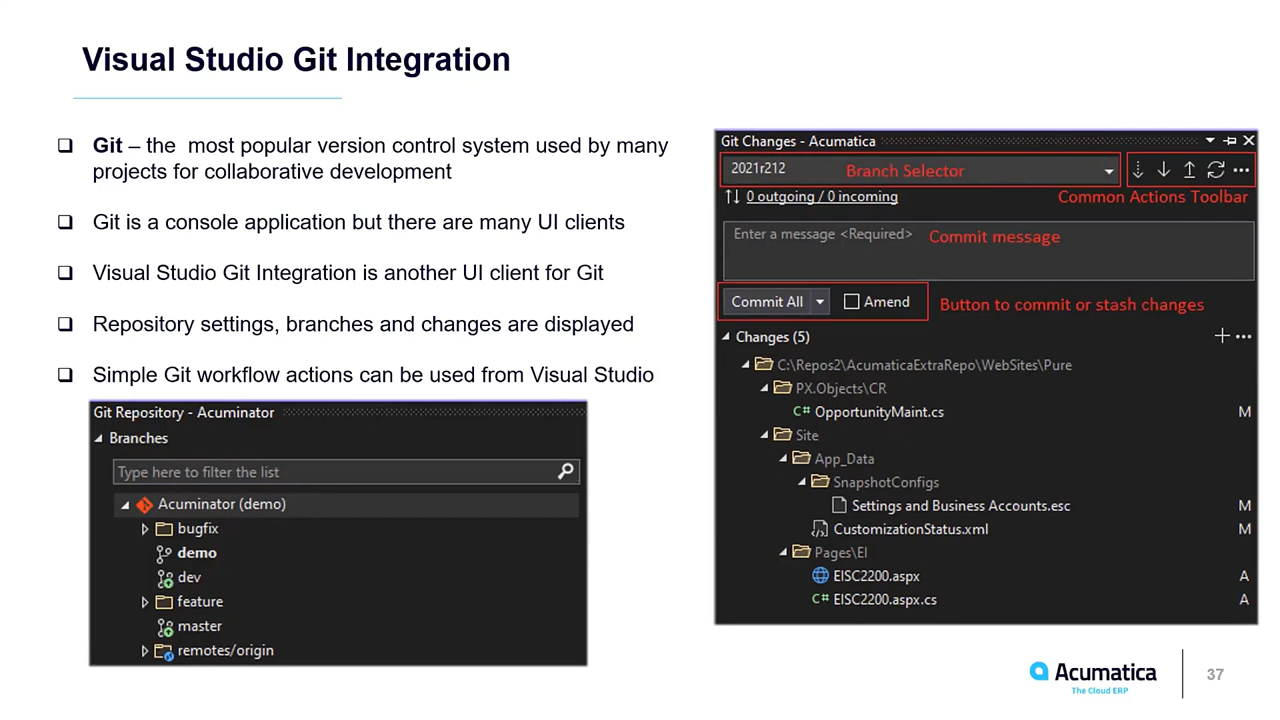 Visual Studio Git Integration
Git – the most popular version control system used by many
projects for collaborative development
Git is a console application but there are many UI clients
Visual Studio Git Integration is another UI client for Git
Repository settings, branches and changes are displayed
Simple Git workflow actions can be used from Visual Studio
Git Repository - Acuminator
Branches
Type here to filter the list
Acuminator (demo)
bugfix
demo
dev
feature
master
remotes/origin
Git Changes - Acumatica
2021r212 Branch Selector
0 outgoing / 0 incoming Common Actions Toolbar
Enter a message <Required> Commit message
Commit All Amend Button to commit or stash changes
Changes (5)
C:\Repos2\AcumaticaExtraRepo\WebSites\Pure
PX.Objects\CR
C# OpportunityMaint.cs M
Site
App_Data
SnapshotConfigs
Settings and Business Accounts.esc M
CustomizationStatus.xml M
Pages\EI
EISC2200.aspx A
C# EISC2200.aspx.cs A
Acumatica
The Cloud ERP
37